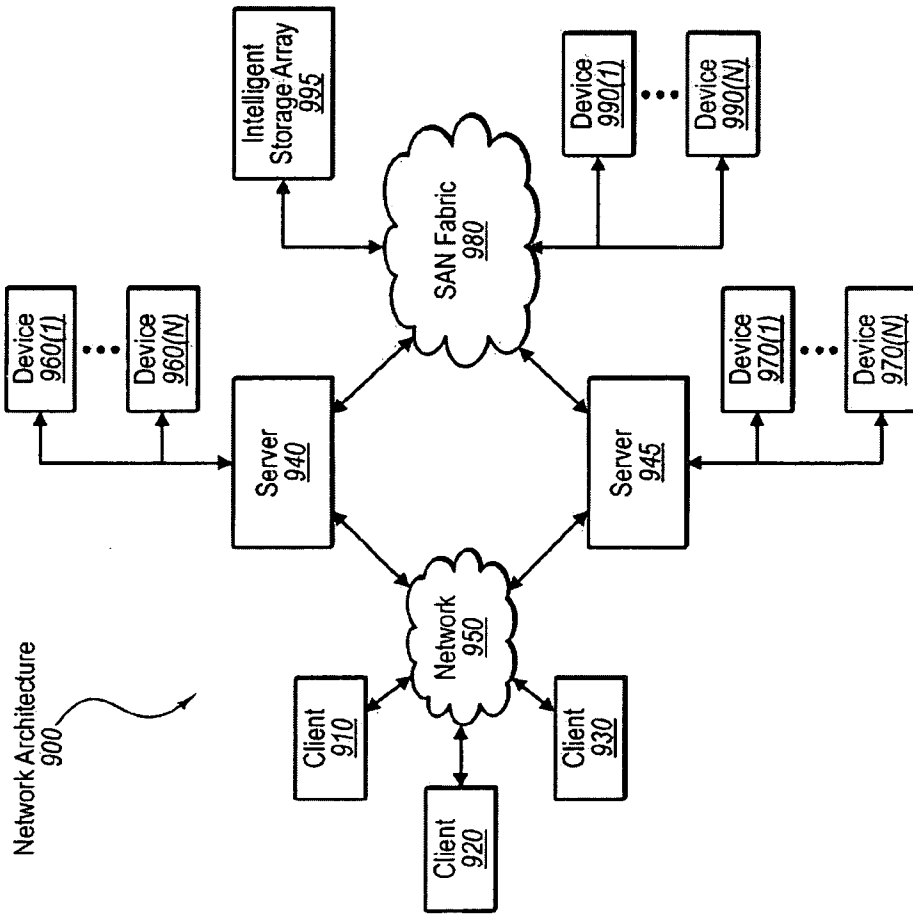 Network Architecture
900
Client
910
Client
920
Client
930
Network
950
Server
940
Server
945
Device
960(1)
Device
960(N)
Device
970(1)
Device
970(N)
SAN Fabric
980
Intelligent
Storage Array
995
Device
990(1)
Device
990(N)